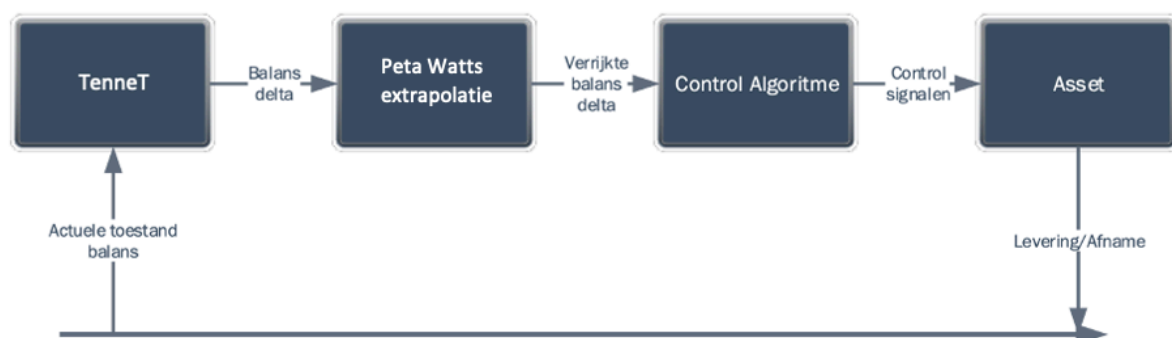 TenneT
Balans
delta
Peta Watts
extrapolatie
Verrijkte
balans
delta
Control Algoritme
Control
signalen
Asset
Actuele toestand
balans
Levering/Afname